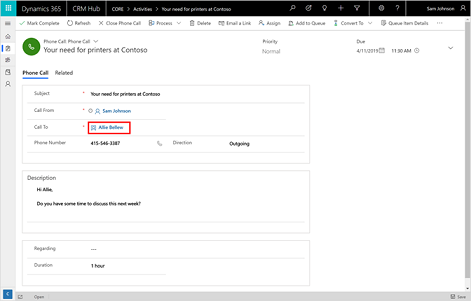 Dynamics 365 CRM Hub CORE > Activities > Your need for printers at Contoso Sam Johnson
Mark Complete Refresh Close Phone Call Process Delete Email a Link Assign Add to Queue Convert To Queue Item Details
Phone Call: Phone Call
Your need for printers at Contoso
Priority
Normal
Due
4/11/2019 11:30 AM
Phone Call Related
Subject * Your need for printers at Contoso
Call From * Sam Johnson
Call To * Allie Bellew
Phone Number 415-546-3387 Direction Outgoing
Description
Hi Allie,
Do you have some time to discuss this next week?
Regarding ---
Duration 1 hour
Open Save